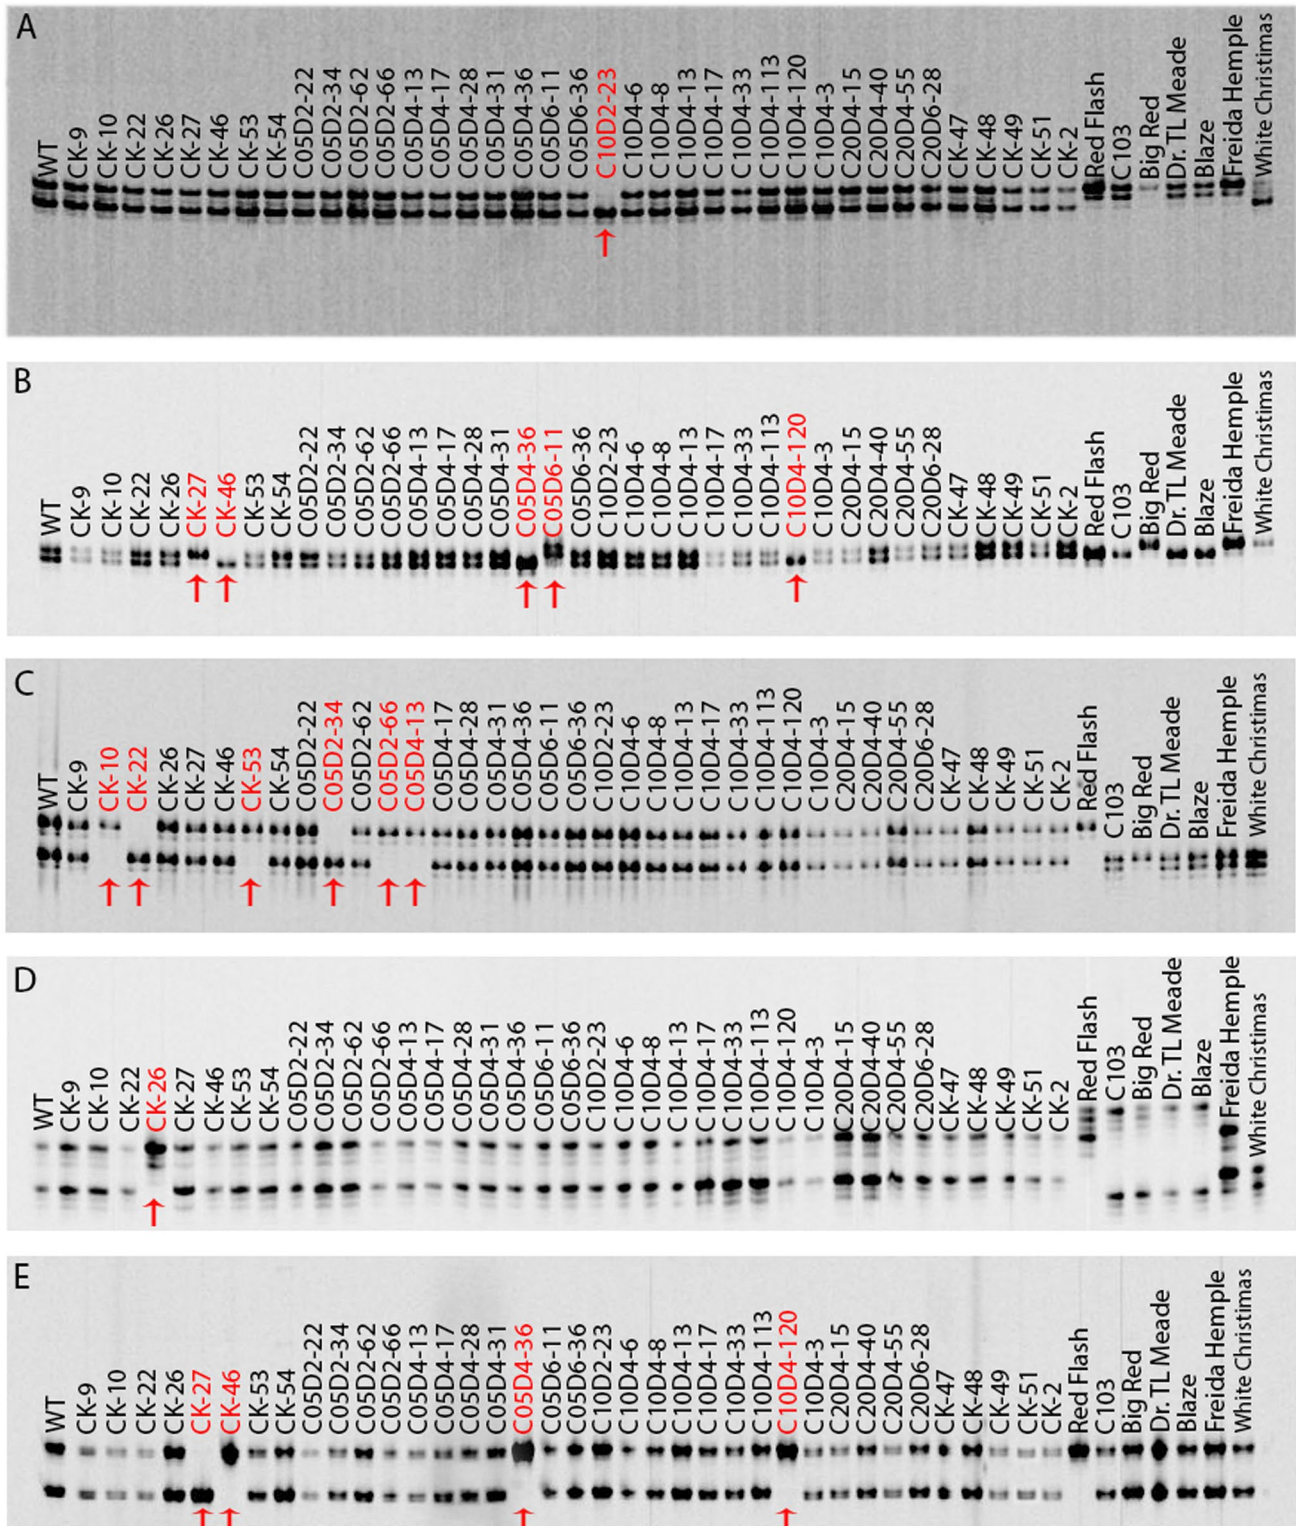 A
WT
CK-9
CK-10
CK-22
CK-26
CK-27
CK-46
CK-53
CK-54
C05D2-22
C05D2-34
C05D2-62
C05D2-66
C05D4-13
C05D4-17
C05D4-28
C05D4-31
C05D4-36
C05D6-11
C05D6-36
C10D2-23
C10D4-6
C10D4-8
C10D4-13
C10D4-17
C10D4-33
C10D4-113
C10D4-120
C10D4-3
C20D4-15
C20D4-40
C20D4-55
C20D6-28
CK-47
CK-48
CK-49
CK-51
CK-2
Red Flash
C103
Big Red
Dr. TL Meade
Blaze
Freida Hemple
White Christimas
B
WT
CK-9
CK-10
CK-22
CK-26
CK-27
CK-46
CK-53
CK-54
C05D2-22
C05D2-34
C05D2-62
C05D2-66
C05D4-13
C05D4-17
C05D4-28
C05D4-31
C05D4-36
C05D6-11
C05D6-36
C10D2-23
C10D4-6
C10D4-8
C10D4-13
C10D4-17
C10D4-33
C10D4-113
C10D4-120
C10D4-3
C20D4-15
C20D4-40
C20D4-55
C20D6-28
CK-47
CK-48
CK-49
CK-51
CK-2
Red Flash
C103
Big Red
Dr. TL Meade
Blaze
Freida Hemple
White Christimas
C
WT
CK-9
CK-10
CK-22
CK-26
CK-27
CK-46
CK-53
CK-54
C05D2-22
C05D2-34
C05D2-62
C05D2-66
C05D4-13
C05D4-17
C05D4-28
C05D4-31
C05D4-36
C05D6-11
C05D6-36
C10D2-23
C10D4-6
C10D4-8
C10D4-13
C10D4-17
C10D4-33
C10D4-113
C10D4-120
C10D4-3
C20D4-15
C20D4-40
C20D4-55
C20D6-28
CK-47
CK-48
CK-49
CK-51
CK-2
Red Flash
C103
Big Red
Dr. TL Meade
Blaze
Freida Hemple
White Christmas
D
WT
CK-9
CK-10
CK-22
CK-26
CK-27
CK-46
CK-53
CK-54
C05D2-22
C05D2-34
C05D2-62
C05D2-66
C05D4-13
C05D4-17
C05D4-28
C05D4-31
C05D4-36
C05D6-11
C05D6-36
C10D2-23
C10D4-6
C10D4-8
C10D4-13
C10D4-17
C10D4-33
C10D4-113
C10D4-120
C10D4-3
C20D4-15
C20D4-40
C20D4-55
C20D6-28
CK-47
CK-48
CK-49
CK-51
CK-2
Red Flash
C103
Big Red
Dr. TL Meade
Blaze
Freida Hemple
White Christimas
E
WT
CK-9
CK-10
CK-22
CK-26
CK-27
CK-46
CK-53
CK-54
C05D2-22
C05D2-34
C05D2-62
C05D2-66
C05D4-13
C05D4-17
C05D4-28
C05D4-31
C05D4-36
C05D6-11
C05D6-36
C10D2-23
C10D4-6
C10D4-8
C10D4-13
C10D4-17
C10D4-33
C10D4-113
C10D4-120
C10D4-3
C20D4-15
C20D4-40
C20D4-55
C20D6-28
CK-47
CK-48
CK-49
CK-51
CK-2
Red Flash
C103
Big Red
Dr. TL Meade
Blaze
Freida Hemple
White Christimas